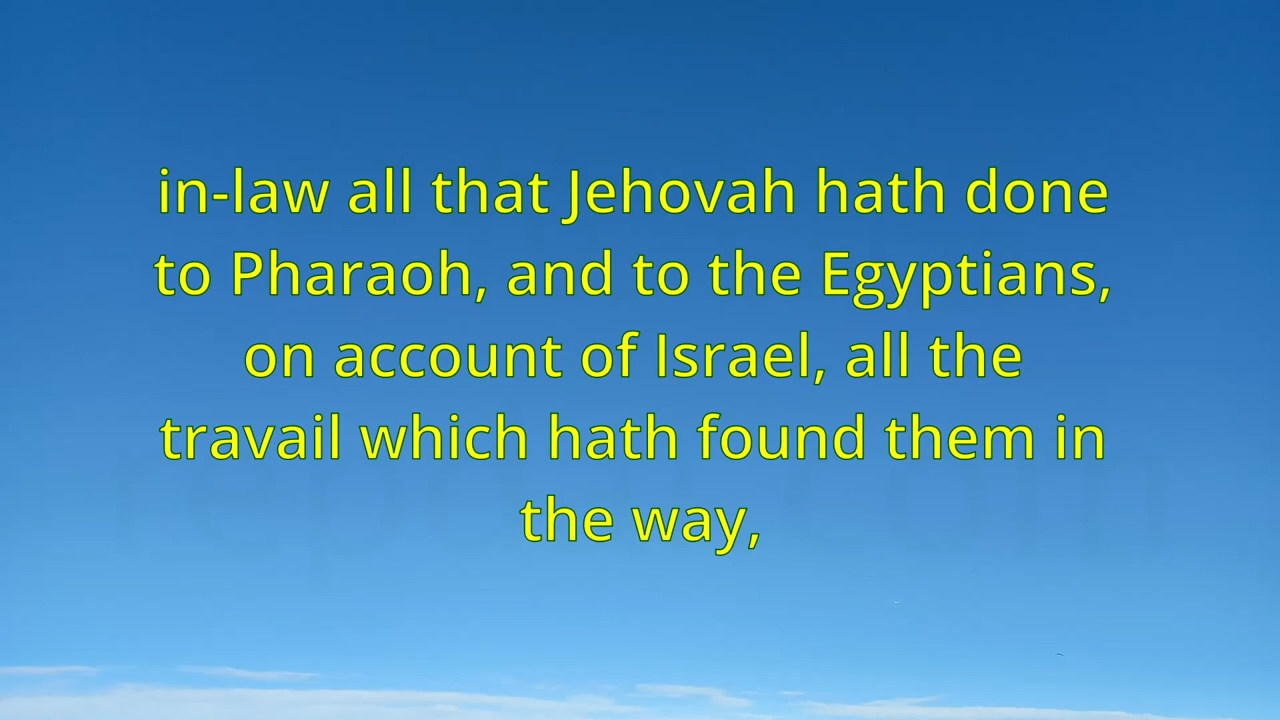 in-law all that Jehovah hath done
to Pharaoh, and to the Egyptians,
on account of Israel, all the
travail which hath found them in
the way,